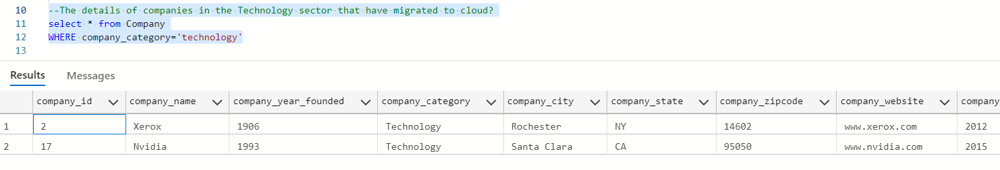 10 --The details of companies in the Technology sector that have migrated to cloud?
11 select * from Company
12 WHERE company_category='technology'
13
Results Messages
company_id company_name company_year_founded company_category company_city company_state company_zipcode company_website company
1 2 Xerox 1906 Technology Rochester NY 14602 www.xerox.com 2012
2 17 Nvidia 1993 Technology Santa Clara CA 95050 www.nvidia.com 2015